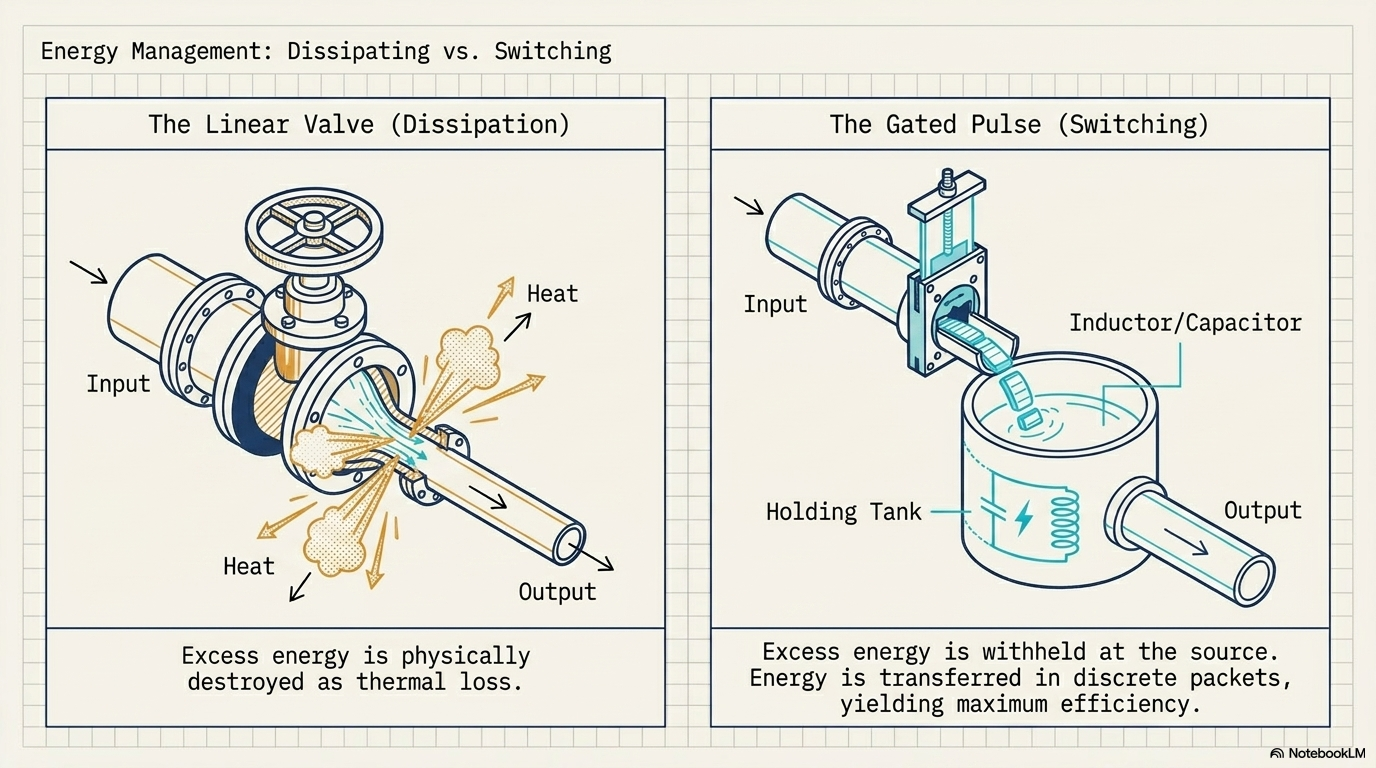 Energy Management: Dissipating vs. Switching
The Linear Valve (Dissipation)
Input
Heat
Heat
Output
Excess energy is physically
destroyed as thermal loss.
The Gated Pulse (Switching)
Input
Inductor/Capacitor
Holding Tank
Output
Excess energy is withheld at the source.
Energy is transferred in discrete packets,
yielding maximum efficiency.
NotebookLM